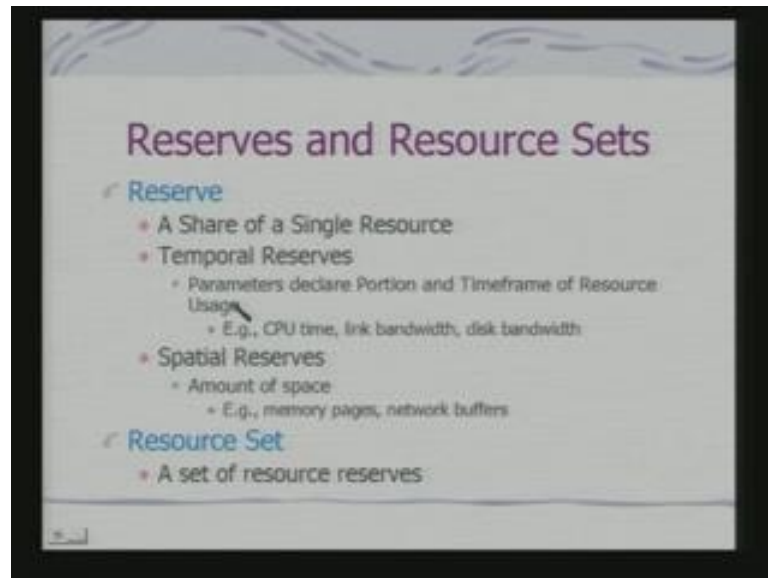 Reserves and Resource Sets
Reserve
A Share of a Single Resource
Temporal Reserves
Parameters declare Portion and Timeframe of Resource
Usage
E.g., CPU time, link bandwidth, disk bandwidth
Spatial Reserves
Amount of space
E.g., memory pages, network buffers
Resource Set
A set of resource reserves